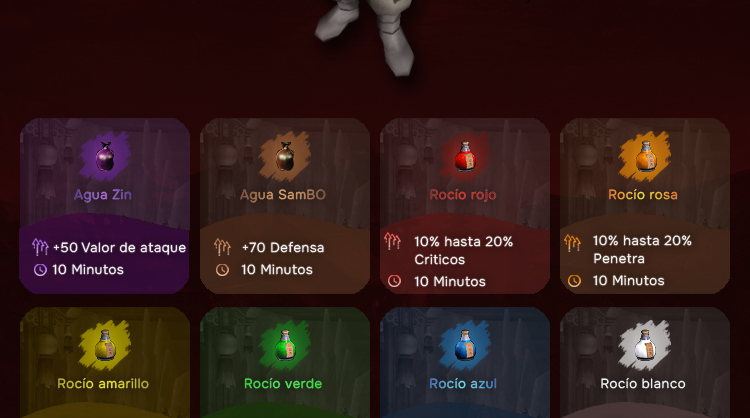 Agua Zin
Agua SamBO
Rocío rojo
Rocío rosa
+50 Valor de ataque
10 Minutos
+70 Defensa
10 Minutos
10% hasta 20%
Criticos
10 Minutos
10% hasta 20%
Penetra
10 Minutos
Rocío amarillo
Rocío verde
Rocío azul
Rocío blanco